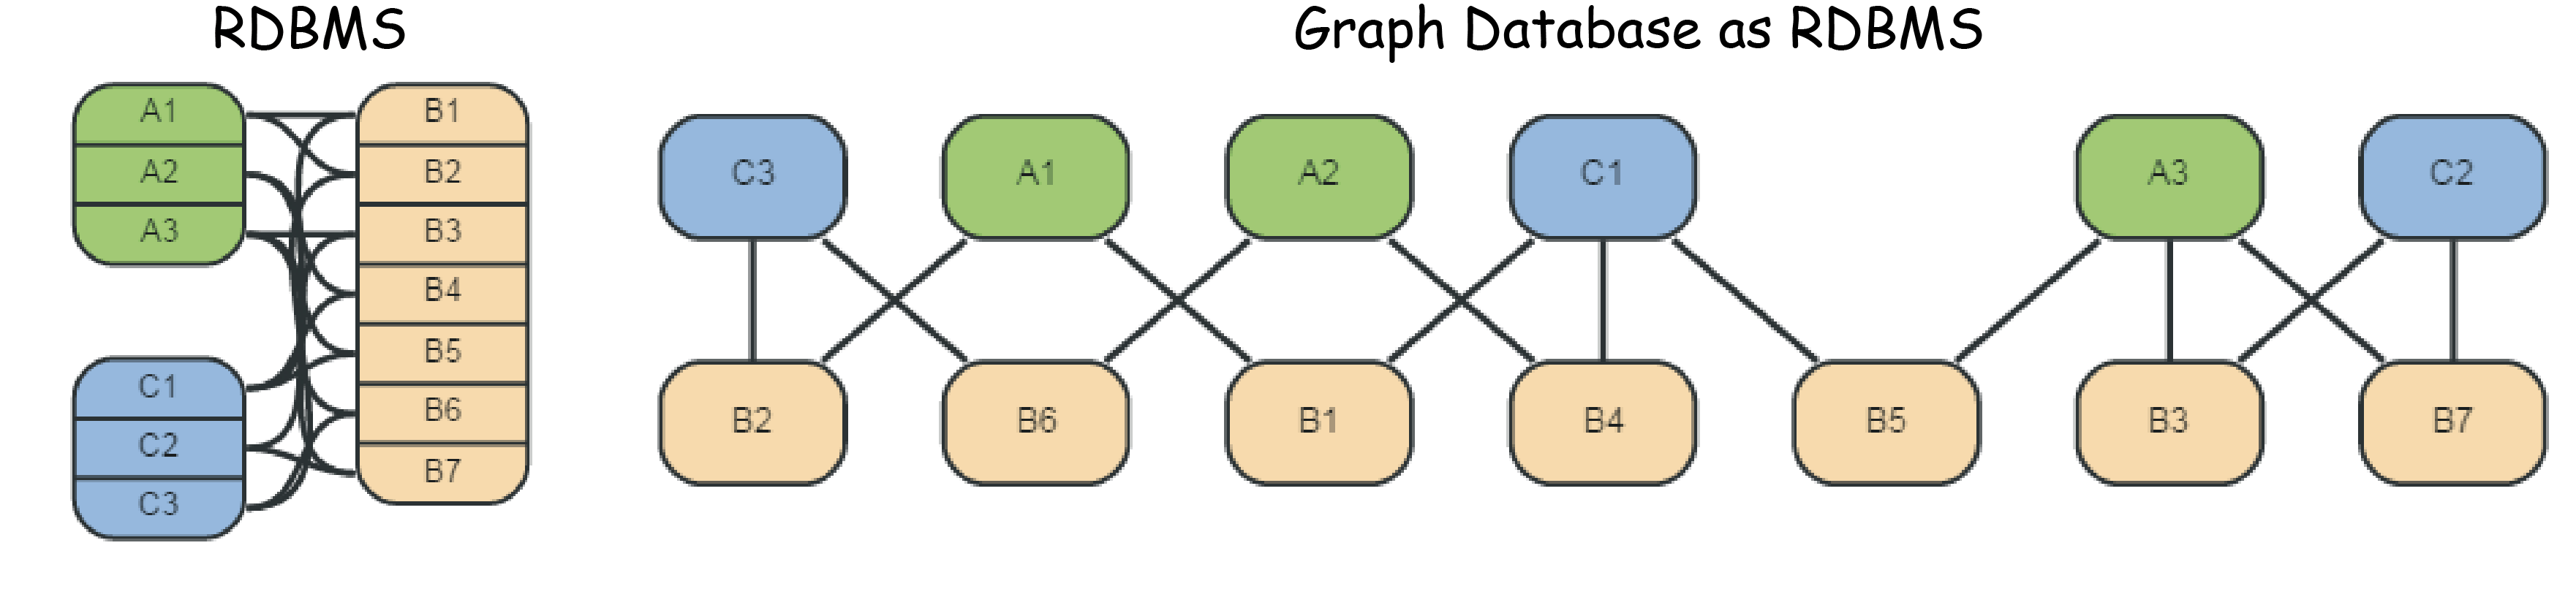 RDBMS
A1
A2
A3
C1
C2
C3
B1
B2
B3
B4
B5
B6
B7
Graph Database as RDBMS
C3
A1
A2
C1
A3
C2
B2
B6
B1
B4
B5
B3
B7